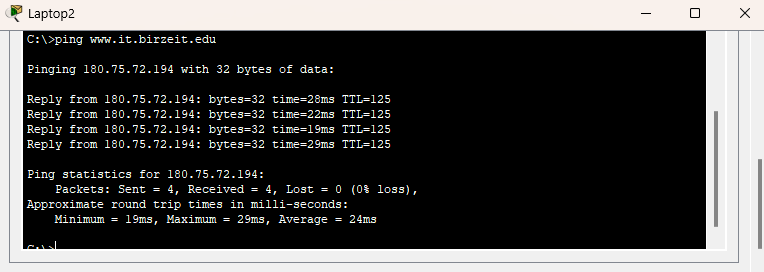 Laptop2
C:\>ping www.it.birzeit.edu
Pinging 180.75.72.194 with 32 bytes of data:
Reply from 180.75.72.194: bytes=32 time=28ms TTL=125
Reply from 180.75.72.194: bytes=32 time=22ms TTL=125
Reply from 180.75.72.194: bytes=32 time=19ms TTL=125
Reply from 180.75.72.194: bytes=32 time=29ms TTL=125
Ping statistics for 180.75.72.194:
    Packets: Sent = 4, Received = 4, Lost = 0 (0% loss),
Approximate round trip times in milli-seconds:
    Minimum = 19ms, Maximum = 29ms, Average = 24ms
C:\>